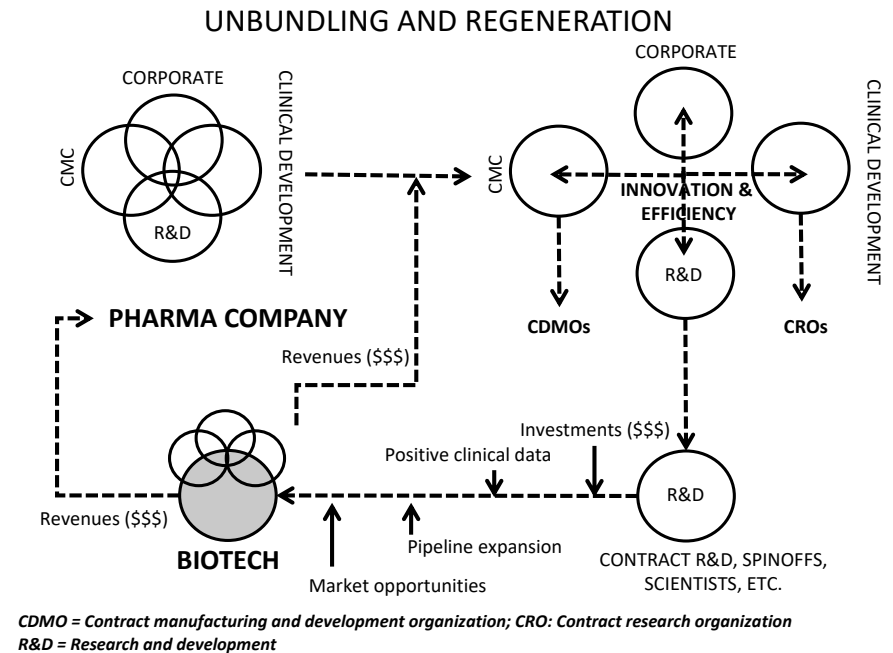 UNBUNDLING AND REGENERATION
CORPORATE
CMC
CLINICAL DEVELOPMENT
R&D
PHARMA COMPANY
CORPORATE
CMC
CLINICAL DEVELOPMENT
INNOVATION &
EFFICIENCY
R&D
CDMOs
CROs
Revenues ($$$)
Investments ($$$)
Positive clinical data
R&D
Revenues ($$$)
BIOTECH
Pipeline expansion
Market opportunities
CONTRACT R&D, SPINOFFS,
SCIENTISTS, ETC.
CDMO = Contract manufacturing and development organization; CRO: Contract research organization
R&D = Research and development